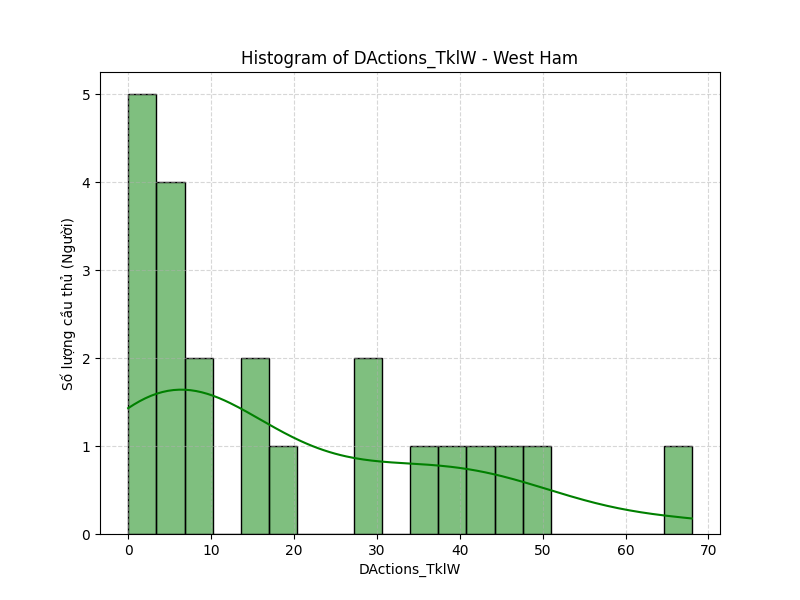 Histogram of DActions_TklW - West Ham
Số lượng cầu thủ (Người)
5
4
3
2
1
0
0 10 20 30 40 50 60 70
DActions_TklW